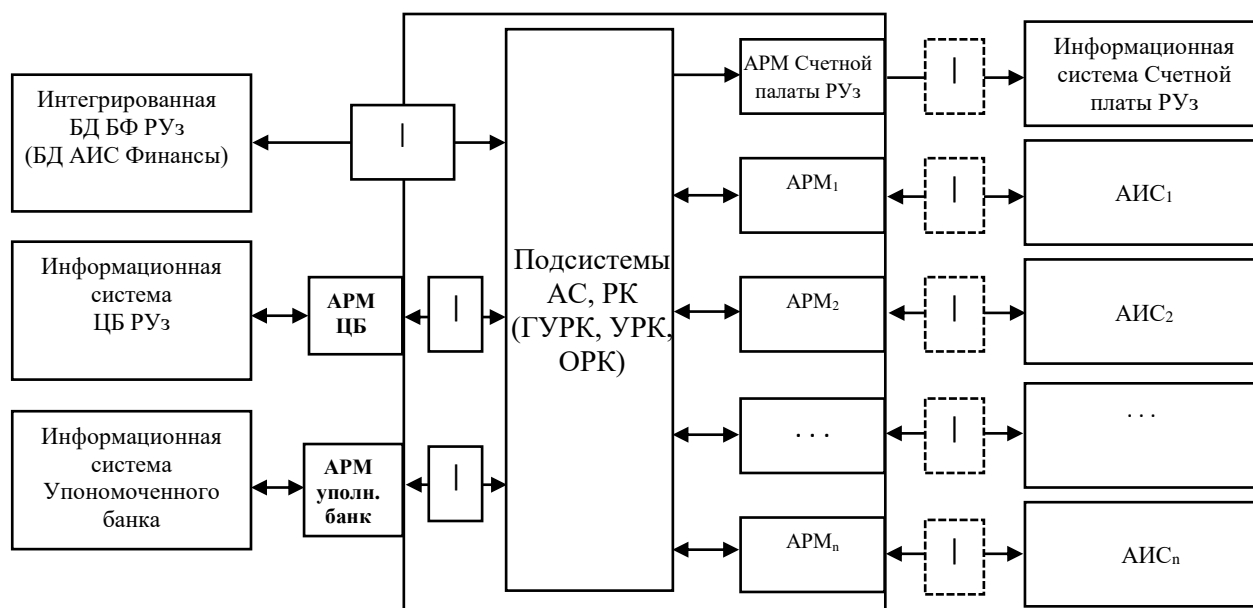 Интегрированная
БД БФ РУз
(БД АИС Финансы)
|
Информационная
система
ЦБ РУз
АРМ
ЦБ
|
Информационная
система
Упономоченного
банка
АРМ
уполн.
банк
|
Подсистемы
АС, РК
(ГУРК, УРК,
ОРК)
АРМ Счетной
палаты РУз
|
Информационная
система Счетной
платы РУз
АРМ₁
|
АИС₁
АРМ₂
|
АИС₂
. . .
|
. . .
АРМₙ
|
АИСₙ